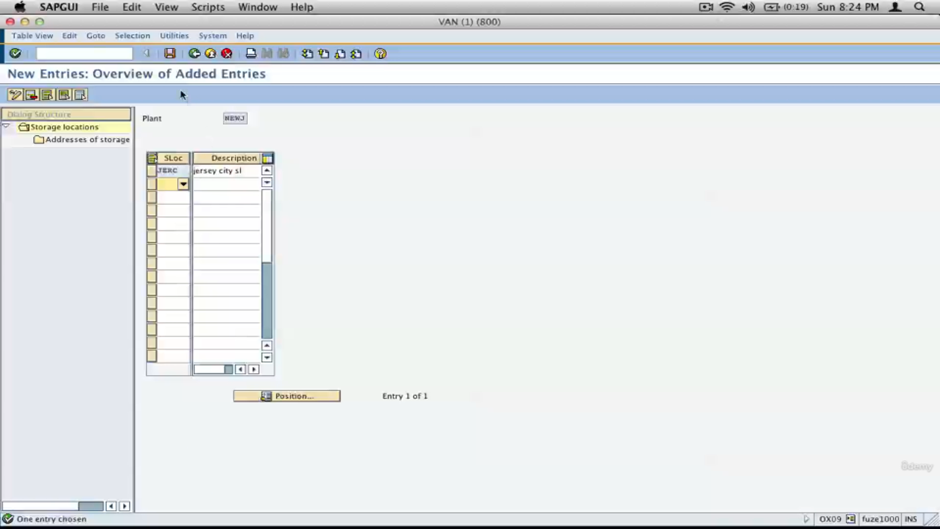 SAPGUI File Edit View Scripts Window Help (0:19) Sun 8:24 PM
VAN (1) (800)
Table View Edit Goto Selection Utilities System Help
New Entries: Overview of Added Entries
Dialog Structure
Storage locations
Addresses of storage
Plant NENJ
SLoc Description
JERC jersey city sl
Position... Entry 1 of 1
Udemy
One entry chosen OX09 fuze1000 INS